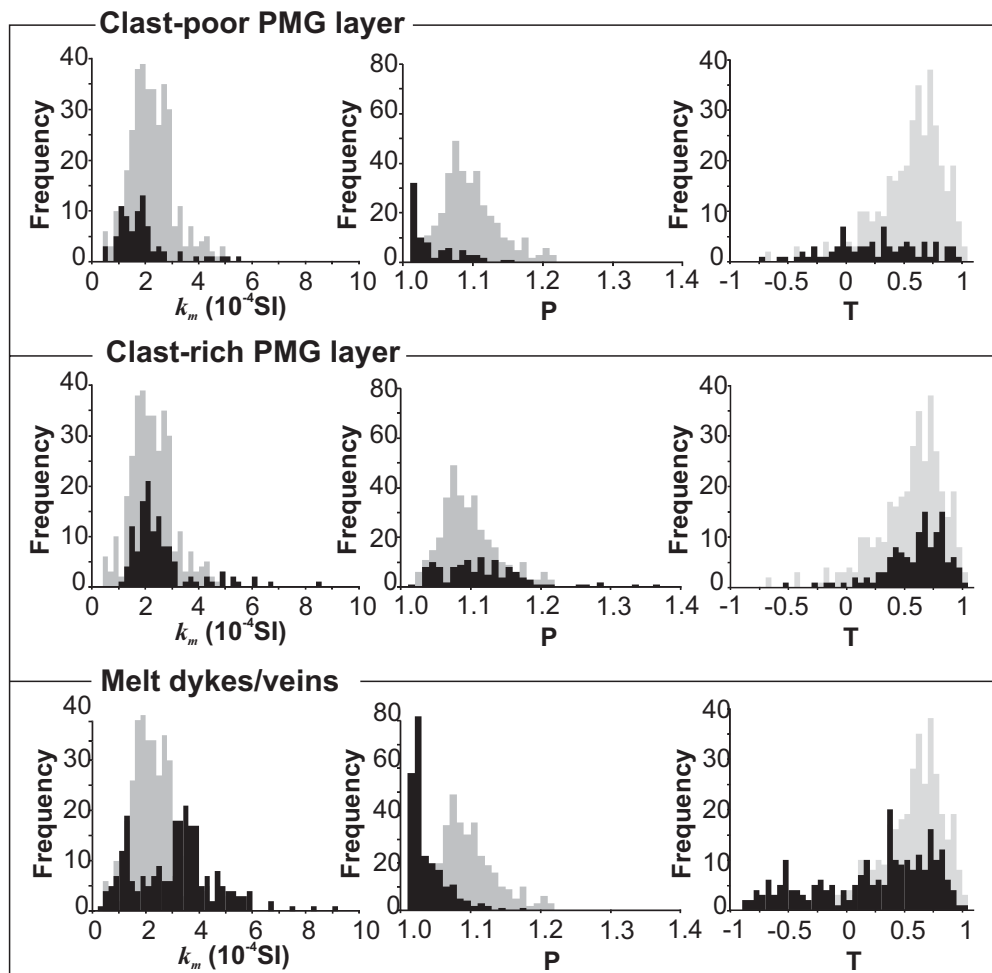 Clast-poor PMG layer
Frequency
40
30
20
10
0
0 2 4 6 8 10
k_m (10⁻⁴SI)
Frequency
80
60
40
20
0
1.0 1.1 1.2 1.3 1.4
P
Frequency
40
30
20
10
0
-1 -0.5 0 0.5 1
T
Clast-rich PMG layer
Frequency
40
30
20
10
0
0 2 4 6 8 10
k_m (10⁻⁴SI)
Frequency
80
60
40
20
0
1.0 1.1 1.2 1.3 1.4
P
Frequency
40
30
20
10
0
-1 -0.5 0 0.5 1
T
Melt dykes/veins
Frequency
40
30
20
10
0
0 2 4 6 8 10
k_m (10⁻⁴SI)
Frequency
80
60
40
20
0
1.0 1.1 1.2 1.3 1.4
P
Frequency
40
30
20
10
0
-1 -0.5 0 0.5 1
T